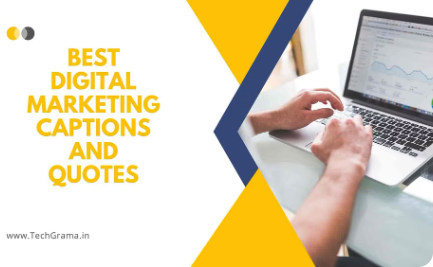 BEST
DIGITAL
MARKETING
CAPTIONS
AND
QUOTES
www.TechGrama.in